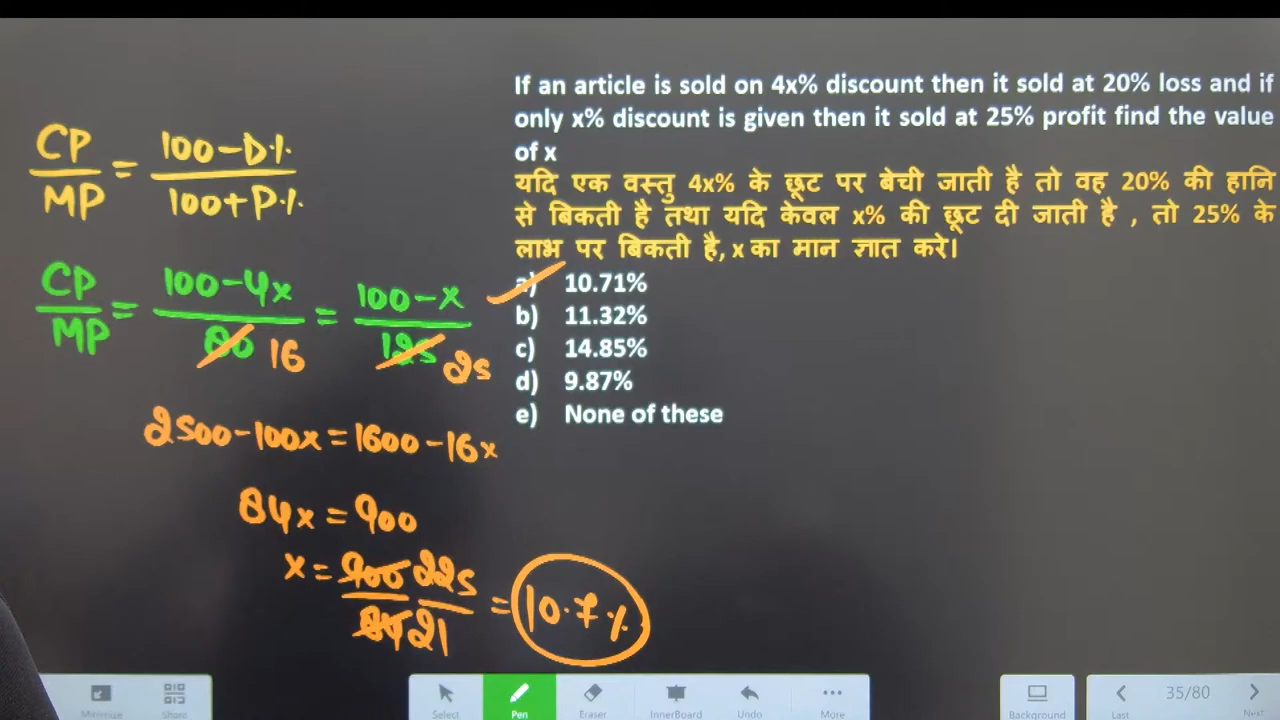 If an article is sold on 4x% discount then it sold at 20% loss and if
only x% discount is given then it sold at 25% profit find the value
of x
यदि एक वस्तु 4x% के छूट पर बेची जाती है तो वह 20% की हानि
से बिकती है तथा यदि केवल x% की छूट दी जाती है , तो 25% के
लाभ पर बिकती है, x का मान ज्ञात करे।
a) 10.71%
b) 11.32%
c) 14.85%
d) 9.87%
e) None of these
CP/MP = 100-D%/100+P%
CP/MP = 100-4x/80 16 = 100-x/125 25
2500-100x = 1600-16x
84x = 900
x = 900/84 225/21 = 10.7%
Minimize Share Select Pen Eraser InnerBoard Undo More Background Last 35/80 Next